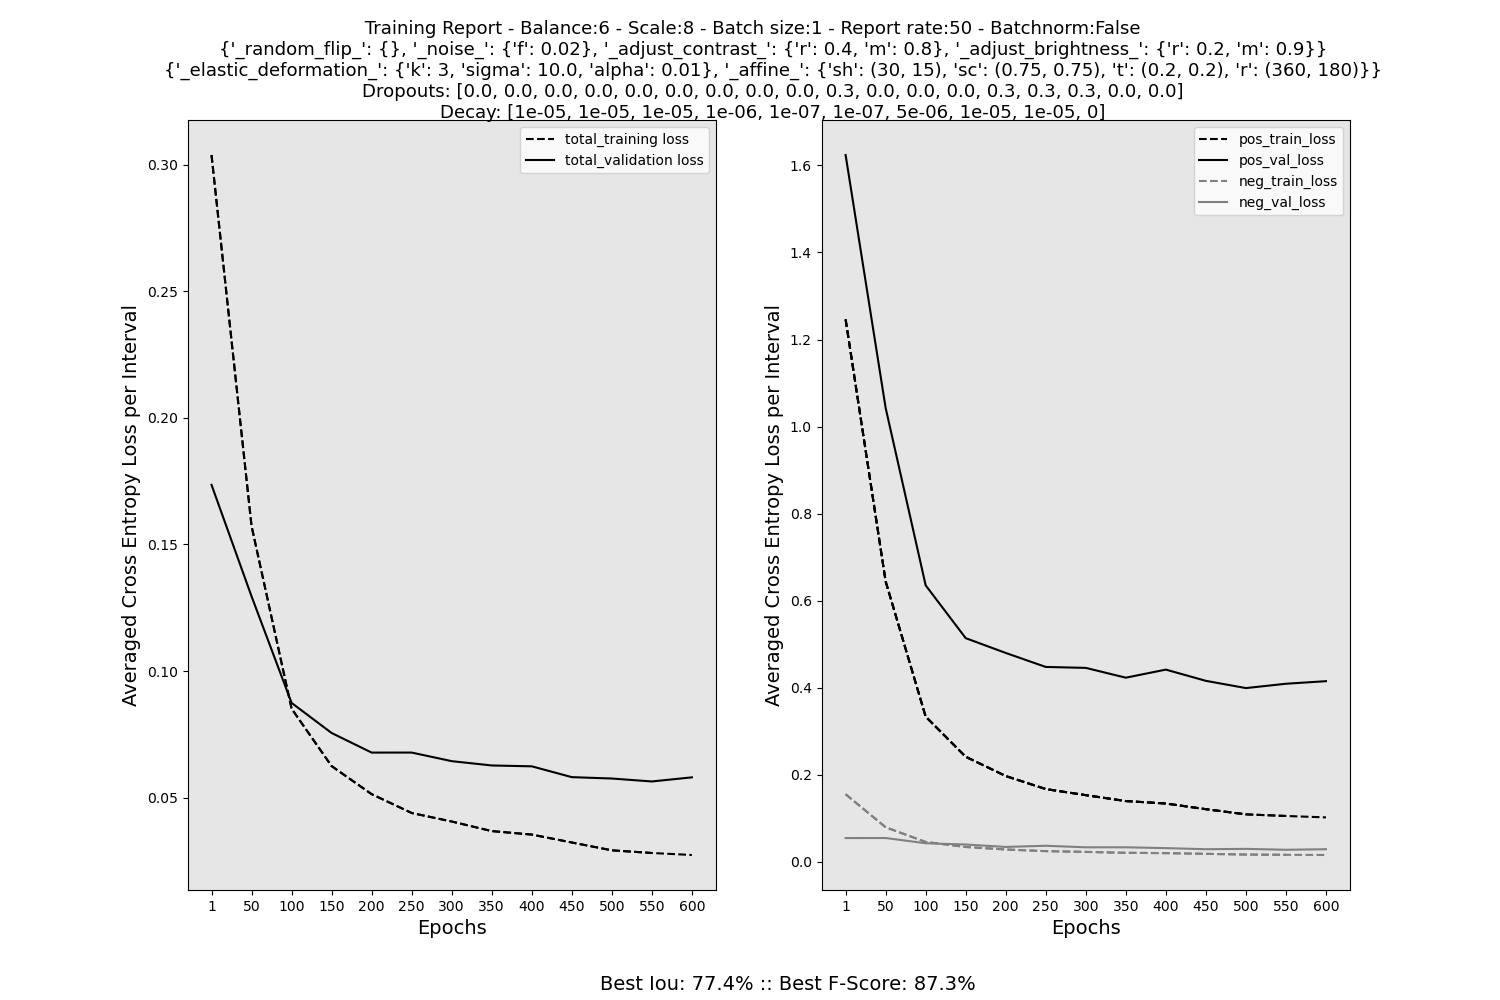 Training Report - Balance:6 - Scale:8 - Batch size:1 - Report rate:50 - Batchnorm:False
{'_random_flip_': {}, '_noise_': {'f': 0.02}, '_adjust_contrast_': {'r': 0.4, 'm': 0.8}, '_adjust_brightness_': {'r': 0.2, 'm': 0.9}}
{'_elastic_deformation_': {'k': 3, 'sigma': 10.0, 'alpha': 0.01}, '_affine_': {'sh': (30, 15), 'sc': (0.75, 0.75), 't': (0.2, 0.2), 'r': (360, 180)}}
Dropouts: [0.0, 0.0, 0.0, 0.0, 0.0, 0.0, 0.0, 0.0, 0.0, 0.3, 0.0, 0.0, 0.0, 0.3, 0.3, 0.3, 0.0, 0.0]
Decay: [1e-05, 1e-05, 1e-05, 1e-06, 1e-07, 1e-07, 5e-06, 1e-05, 1e-05, 0]
total_training loss
total_validation loss
0.30
0.25
0.20
0.15
0.10
0.05
Averaged Cross Entropy Loss per Interval
1 50 100 150 200 250 300 350 400 450 500 550 600
Epochs
pos_train_loss
pos_val_loss
neg_train_loss
neg_val_loss
1.6
1.4
1.2
1.0
0.8
0.6
0.4
0.2
0.0
Averaged Cross Entropy Loss per Interval
1 50 100 150 200 250 300 350 400 450 500 550 600
Epochs
Best Iou: 77.4% :: Best F-Score: 87.3%